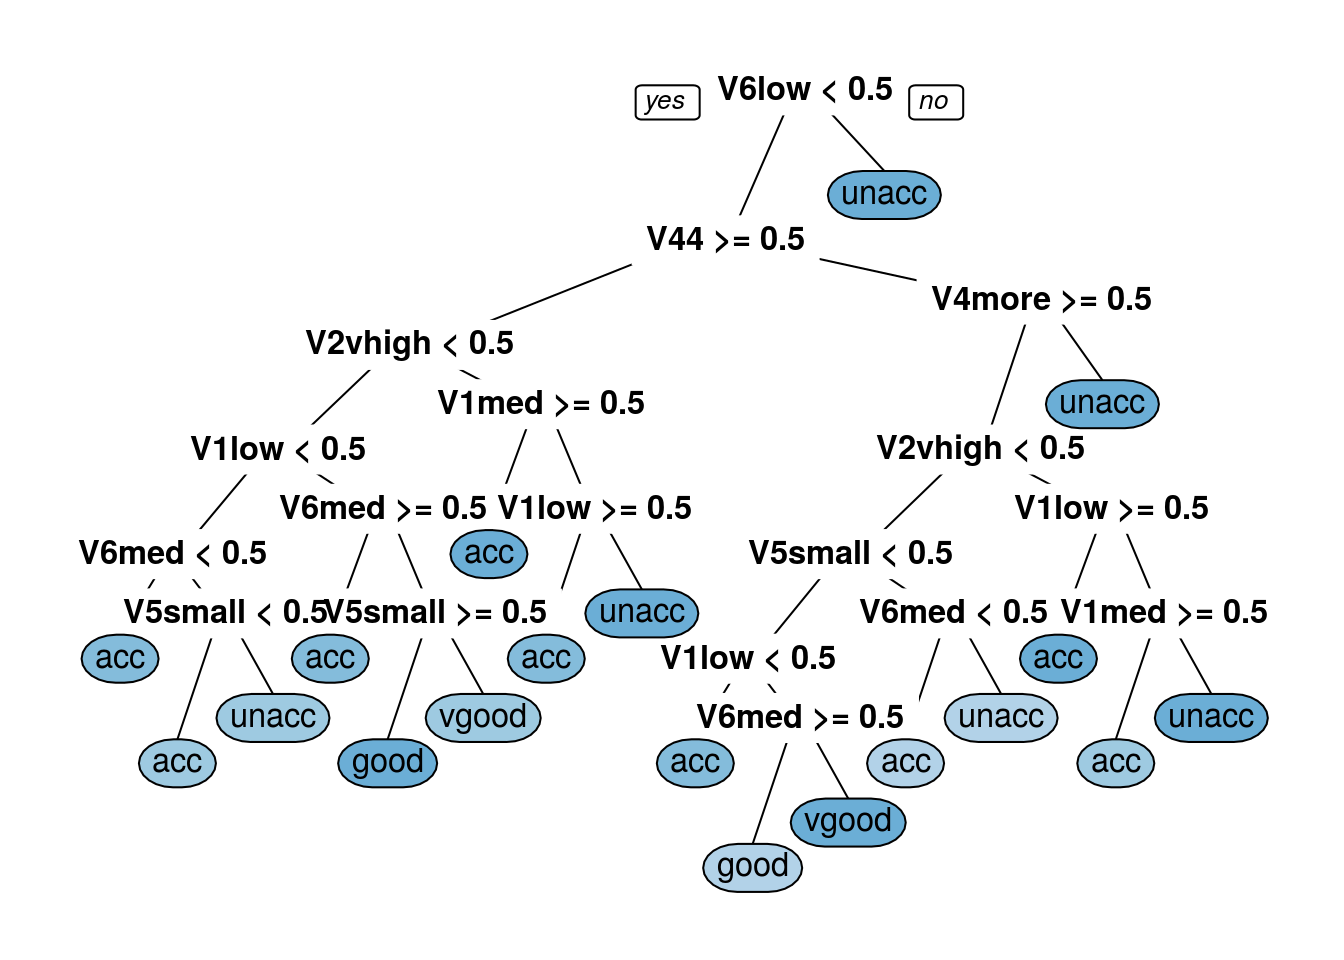 V6low < 0.5
yes
no
unacc
V44 >= 0.5
V4more >= 0.5
V2vhigh < 0.5
V1med >= 0.5
unacc
V1low < 0.5
V2vhigh < 0.5
V6med >= 0.5
V1low >= 0.5
V1low >= 0.5
V6med < 0.5
acc
V5small < 0.5
V5small < 0.5
V5small >= 0.5
unacc
V6med < 0.5
V1med >= 0.5
acc
acc
acc
V1low < 0.5
acc
unacc
vgood
V6med >= 0.5
unacc
unacc
acc
good
acc
acc
acc
vgood
good